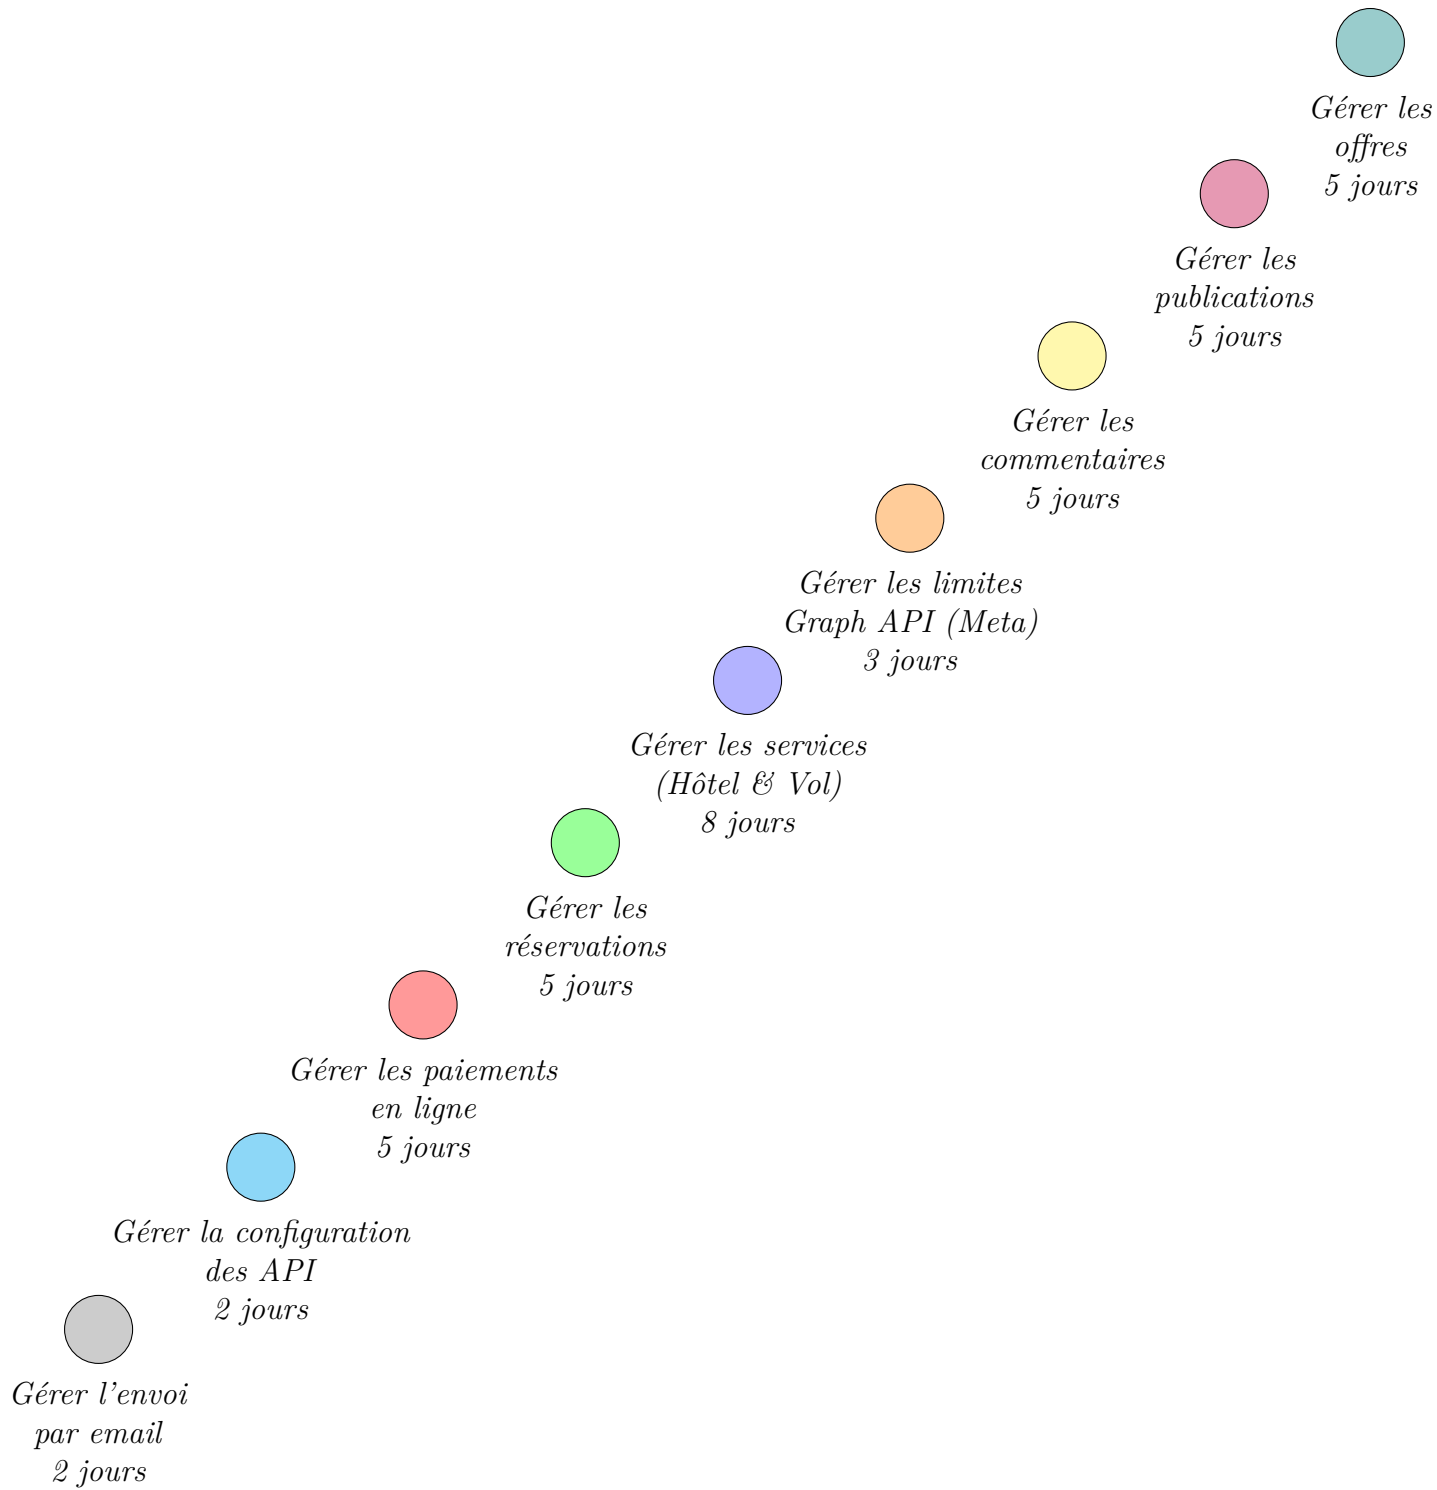 Gérer les
offres
5 jours
Gérer les
publications
5 jours
Gérer les
commentaires
5 jours
Gérer les limites
Graph API (Meta)
3 jours
Gérer les services
(Hôtel & Vol)
8 jours
Gérer les
réservations
5 jours
Gérer les paiements
en ligne
5 jours
Gérer la configuration
des API
2 jours
Gérer l'envoi
par email
2 jours